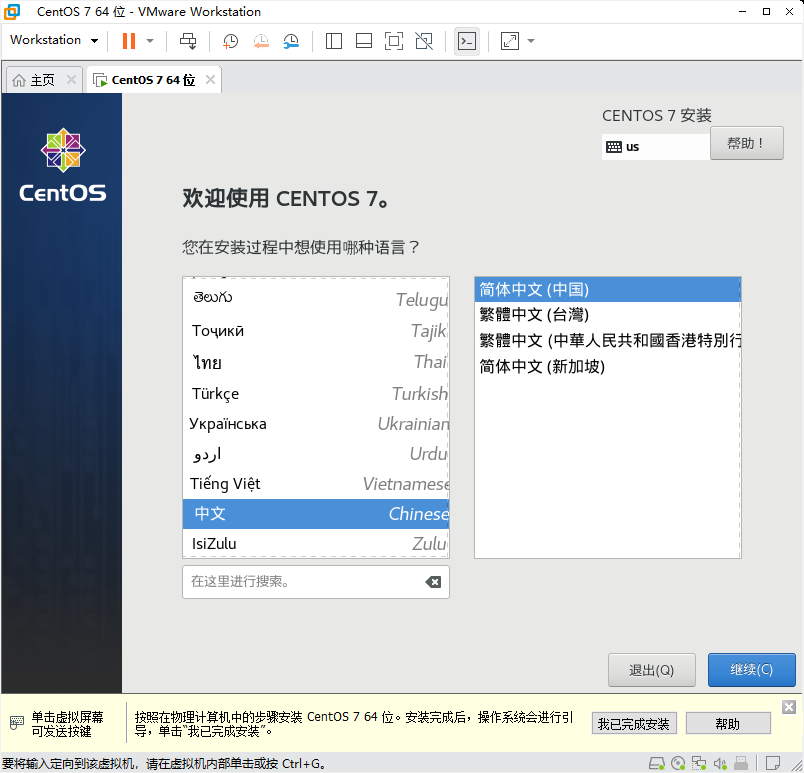 CentOS 7 64 位 - VMware Workstation
Workstation
主页
CentOS 7 64 位
CentOS
CENTOS 7 安装
us
帮助！
欢迎使用 CENTOS 7。
您在安装过程中想使用哪种语言？
తెలుగు Telugu
Тоҷикӣ Tajik
ไทย Thai
Türkçe Turkish
Українська Ukrainian
اردو Urdu
Tiếng Việt Vietnamese
中文 Chinese
IsiZulu Zulu
简体中文 (中国)
繁體中文 (台灣)
繁體中文 (中華人民共和國香港特別行
简体中文 (新加坡)
在这里进行搜索。
退出(Q)
继续(C)
单击虚拟屏幕
可发送按键
按照在物理计算机中的步骤安装 CentOS 7 64 位。安装完成后，操作系统会进行引
导，单击“我已完成安装”。
我已完成安装
帮助
要将输入定向到该虚拟机，请在虚拟机内部单击或按 Ctrl+G。